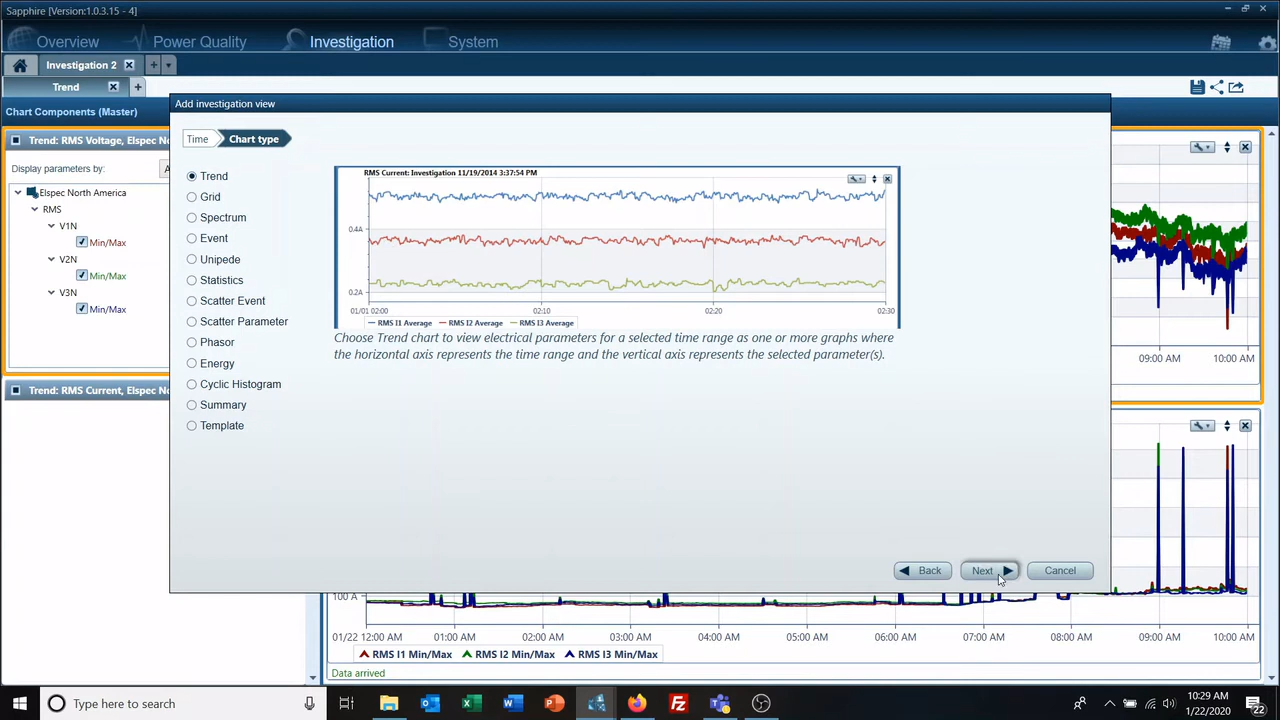 Sapphire [Version:1.0.3.15 - 4]
Overview
Power Quality
Investigation
System
Investigation 2
Trend
Chart Components (Master)
Trend: RMS Voltage, Elspec No
Display parameters by:
A
Elspec North America
RMS
V1N
Min/Max
V2N
Min/Max
V3N
Min/Max
Trend: RMS Current, Elspec No
Add investigation view
Time
Chart type
Trend
Grid
Spectrum
Event
Unipede
Statistics
Scatter Event
Scatter Parameter
Phasor
Energy
Cyclic Histogram
Summary
Template
RMS Current: Investigation 11/19/2014 3:37:54 PM
0.4A
0.2A
01/01 02:00 02:10 02:20 02:30
RMS I1 Average RMS I2 Average RMS I3 Average
Choose Trend chart to view electrical parameters for a selected time range as one or more graphs where
the horizontal axis represents the time range and the vertical axis represents the selected parameter(s).
Back
Next
Cancel
09:00 AM 10:00 AM
100 A
01/22 12:00 AM 01:00 AM 02:00 AM 03:00 AM 04:00 AM 05:00 AM 06:00 AM 07:00 AM 08:00 AM 09:00 AM 10:00 AM
RMS I1 Min/Max RMS I2 Min/Max RMS I3 Min/Max
Data arrived
Type here to search
10:29 AM
1/22/2020
22